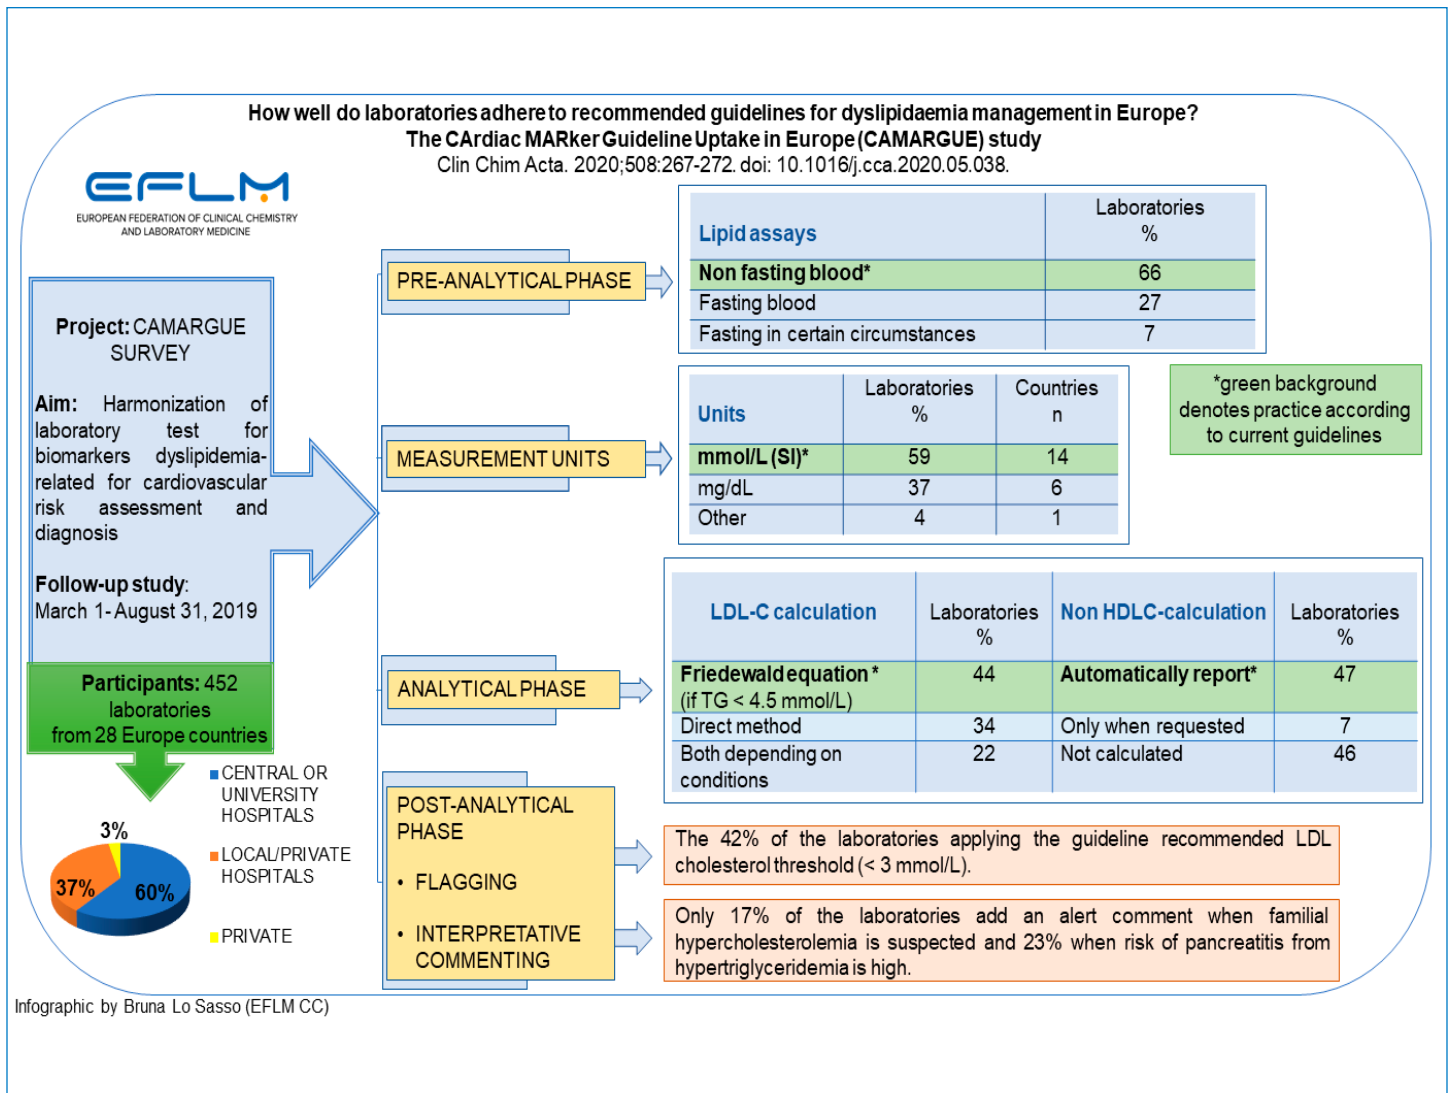 How well do laboratories adhere to recommended guidelines for dyslipidaemia management in Europe?
The CArdiac MARker Guideline Uptake in Europe (CAMARGUE) study
Clin Chim Acta. 2020;508:267-272. doi: 10.1016/j.cca.2020.05.038.
EFLM
EUROPEAN FEDERATION OF CLINICAL CHEMISTRY
AND LABORATORY MEDICINE
Project: CAMARGUE
SURVEY
Aim: Harmonization of
laboratory test for
biomarkers dyslipidemia-
related for cardiovascular
risk assessment and
diagnosis
Follow-up study:
March 1- August 31, 2019
Participants: 452
laboratories
from 28 Europe countries
3%
37%
60%
CENTRAL OR
UNIVERSITY
HOSPITALS
LOCAL/PRIVATE
HOSPITALS
PRIVATE
PRE-ANALYTICAL PHASE
Lipid assays Laboratories
%
Non fasting blood* 66
Fasting blood 27
Fasting in certain circumstances 7
MEASUREMENT UNITS
Units Laboratories
% Countries
n
mmol/L (SI)* 59 14
mg/dL 37 6
Other 4 1
*green background
denotes practice according
to current guidelines
ANALYTICAL PHASE
LDL-C calculation Laboratories
% Non HDLC-calculation Laboratories
%
Friedewald equation * 44 Automatically report* 47
(if TG < 4.5 mmol/L)
Direct method 34 Only when requested 7
Both depending on 22 Not calculated 46
conditions
POST-ANALYTICAL
PHASE
• FLAGGING
• INTERPRETATIVE
COMMENTING
The 42% of the laboratories applying the guideline recommended LDL
cholesterol threshold (< 3 mmol/L).
Only 17% of the laboratories add an alert comment when familial
hypercholesterolemia is suspected and 23% when risk of pancreatitis from
hypertriglyceridemia is high.
Infographic by Bruna Lo Sasso (EFLM CC)